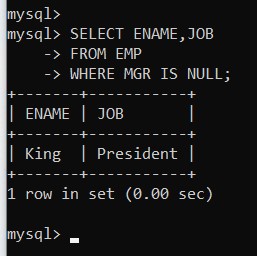 mysql>
mysql> SELECT ENAME,JOB
    -> FROM EMP
    -> WHERE MGR IS NULL;
+-------+-----------+
| ENAME | JOB       |
+-------+-----------+
| King  | President |
+-------+-----------+
1 row in set (0.00 sec)

mysql>